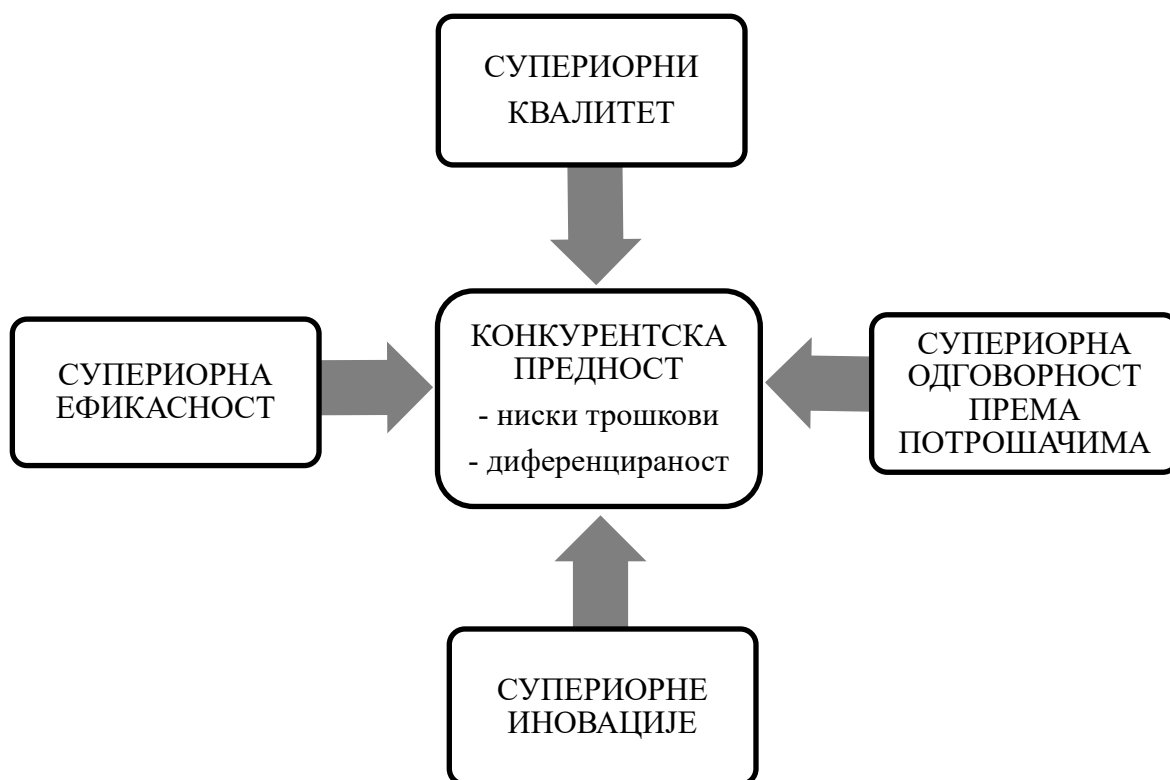 СУПЕРИОРНИ
КВАЛИТЕТ
СУПЕРИОРНА
ЕФИКАСНОСТ
КОНКУРЕНТСКА
ПРЕДНОСТ
- ниски трошкови
- диференцираност
СУПЕРИОРНА
ОДГОВОРНОСТ
ПРЕМА
ПОТРОШАЧИМА
СУПЕРИОРНЕ
ИНОВАЦИЈЕ